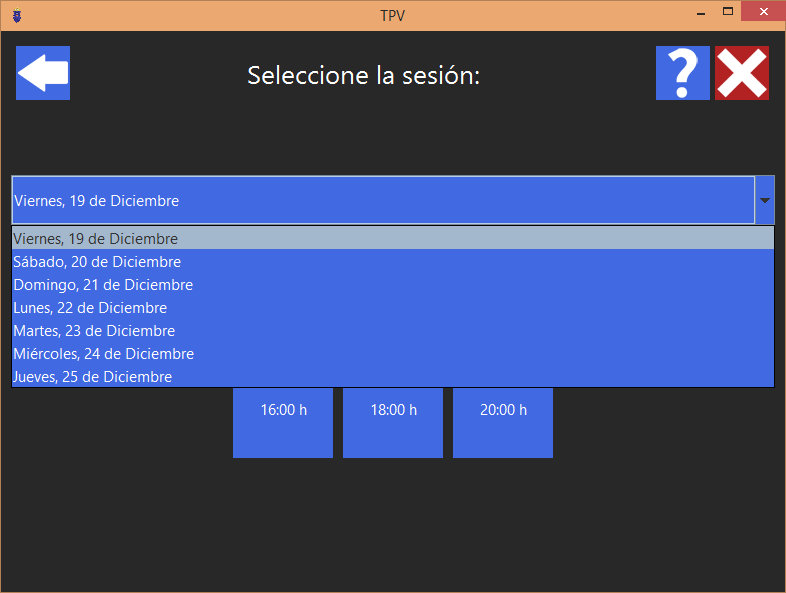 TPV
Seleccione la sesión:
?
Viernes, 19 de Diciembre
Viernes, 19 de Diciembre
Sábado, 20 de Diciembre
Domingo, 21 de Diciembre
Lunes, 22 de Diciembre
Martes, 23 de Diciembre
Miércoles, 24 de Diciembre
Jueves, 25 de Diciembre
16:00 h 18:00 h 20:00 h